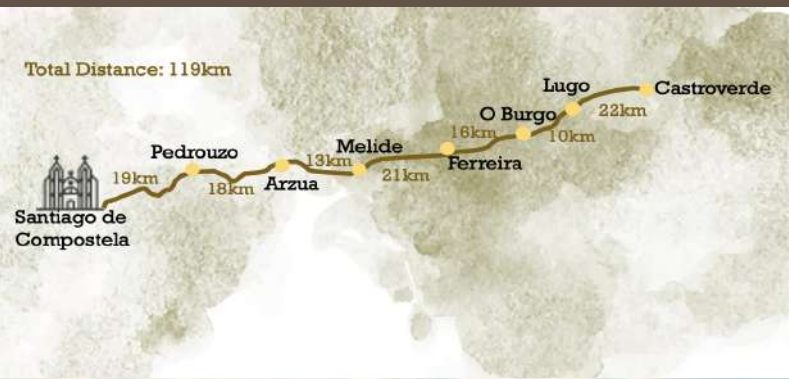 Total Distance: 119km
Lugo
Castroverde
22km
O Burgo
10km
16km
Ferreira
Melide
21km
13km
Arzua
Pedrouzo
18km
19km
Santiago de
Compostela